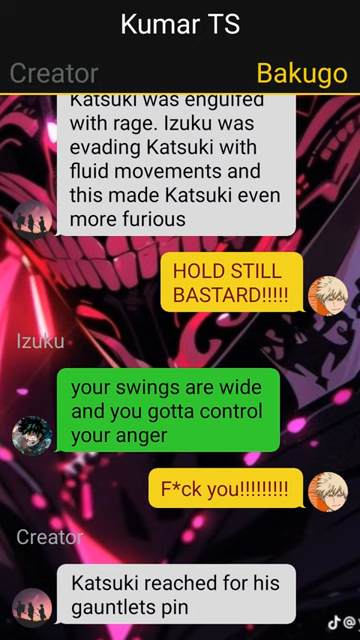 Kumar TS
Creator
Bakugo
Katsuki was engulfed
with rage. Izuku was
evading Katsuki with
fluid movements and
this made Katsuki even
more furious
HOLD STILL
BASTARD!!!!!
Izuku
your swings are wide
and you gotta control
your anger
F*ck you!!!!!!!!!
Creator
Katsuki reached for his
gauntlets pin
@